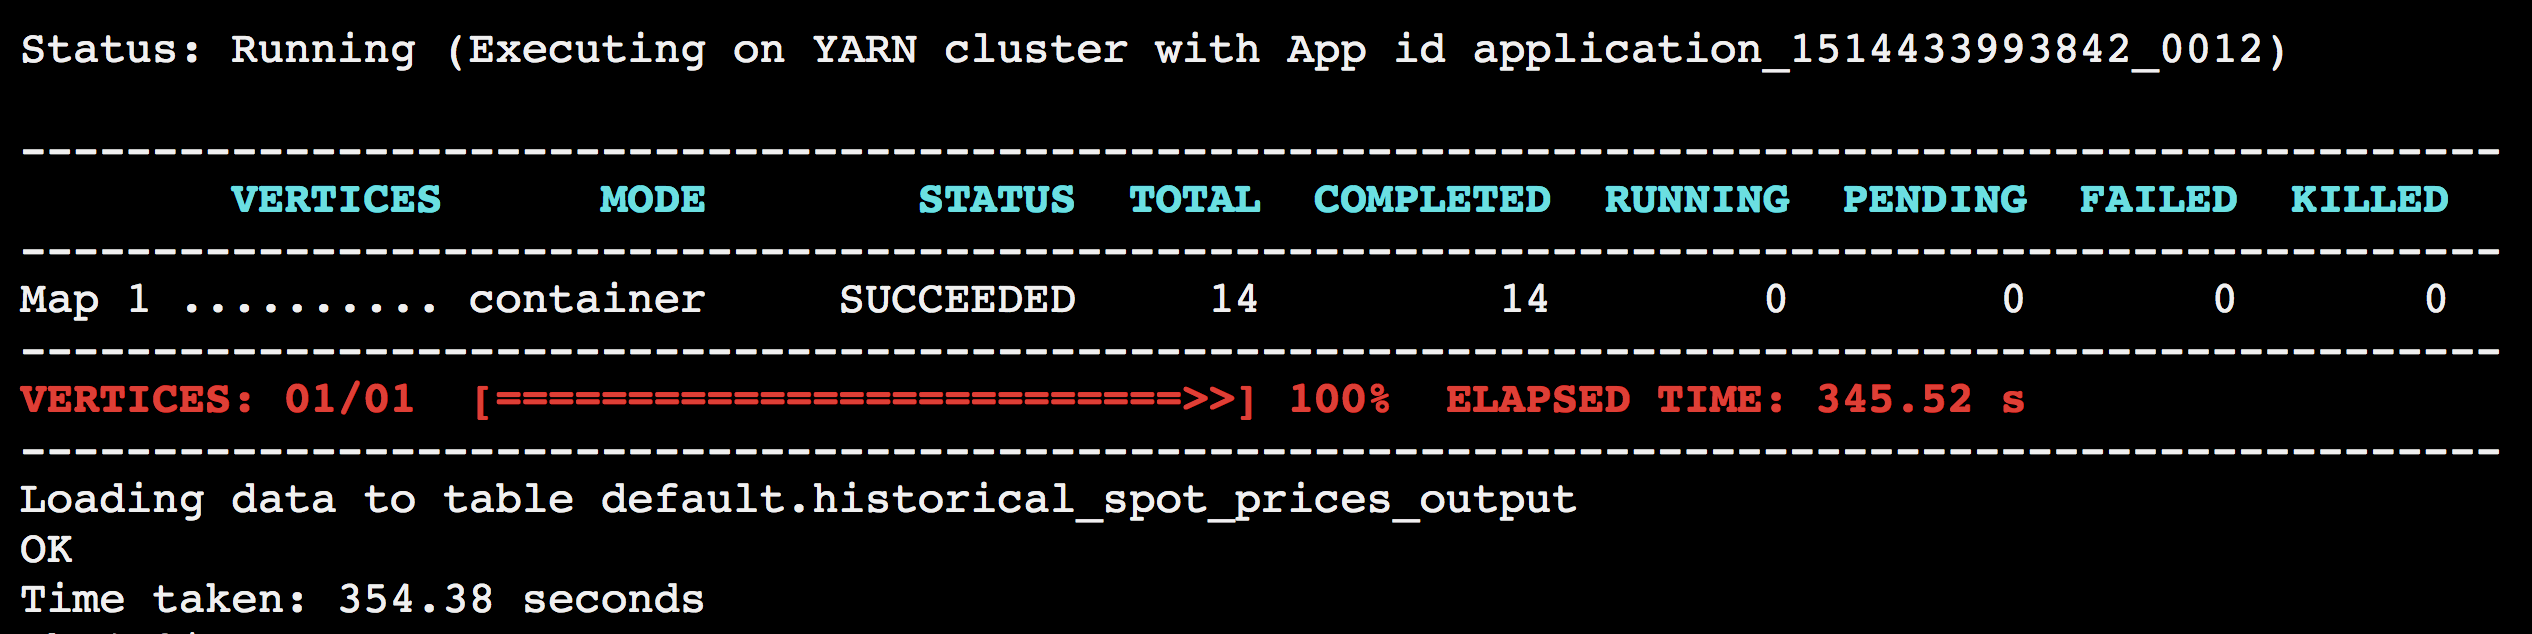 Status: Running (Executing on YARN cluster with App id application_1514433993842_0012)
----------------------------------------------------------------------------------------------
VERTICES MODE STATUS TOTAL COMPLETED RUNNING PENDING FAILED KILLED
----------------------------------------------------------------------------------------------
Map 1 .......... container SUCCEEDED 14 14 0 0 0 0
----------------------------------------------------------------------------------------------
VERTICES: 01/01 [==========================>>] 100% ELAPSED TIME: 345.52 s
----------------------------------------------------------------------------------------------
Loading data to table default.historical_spot_prices_output
OK
Time taken: 354.38 seconds